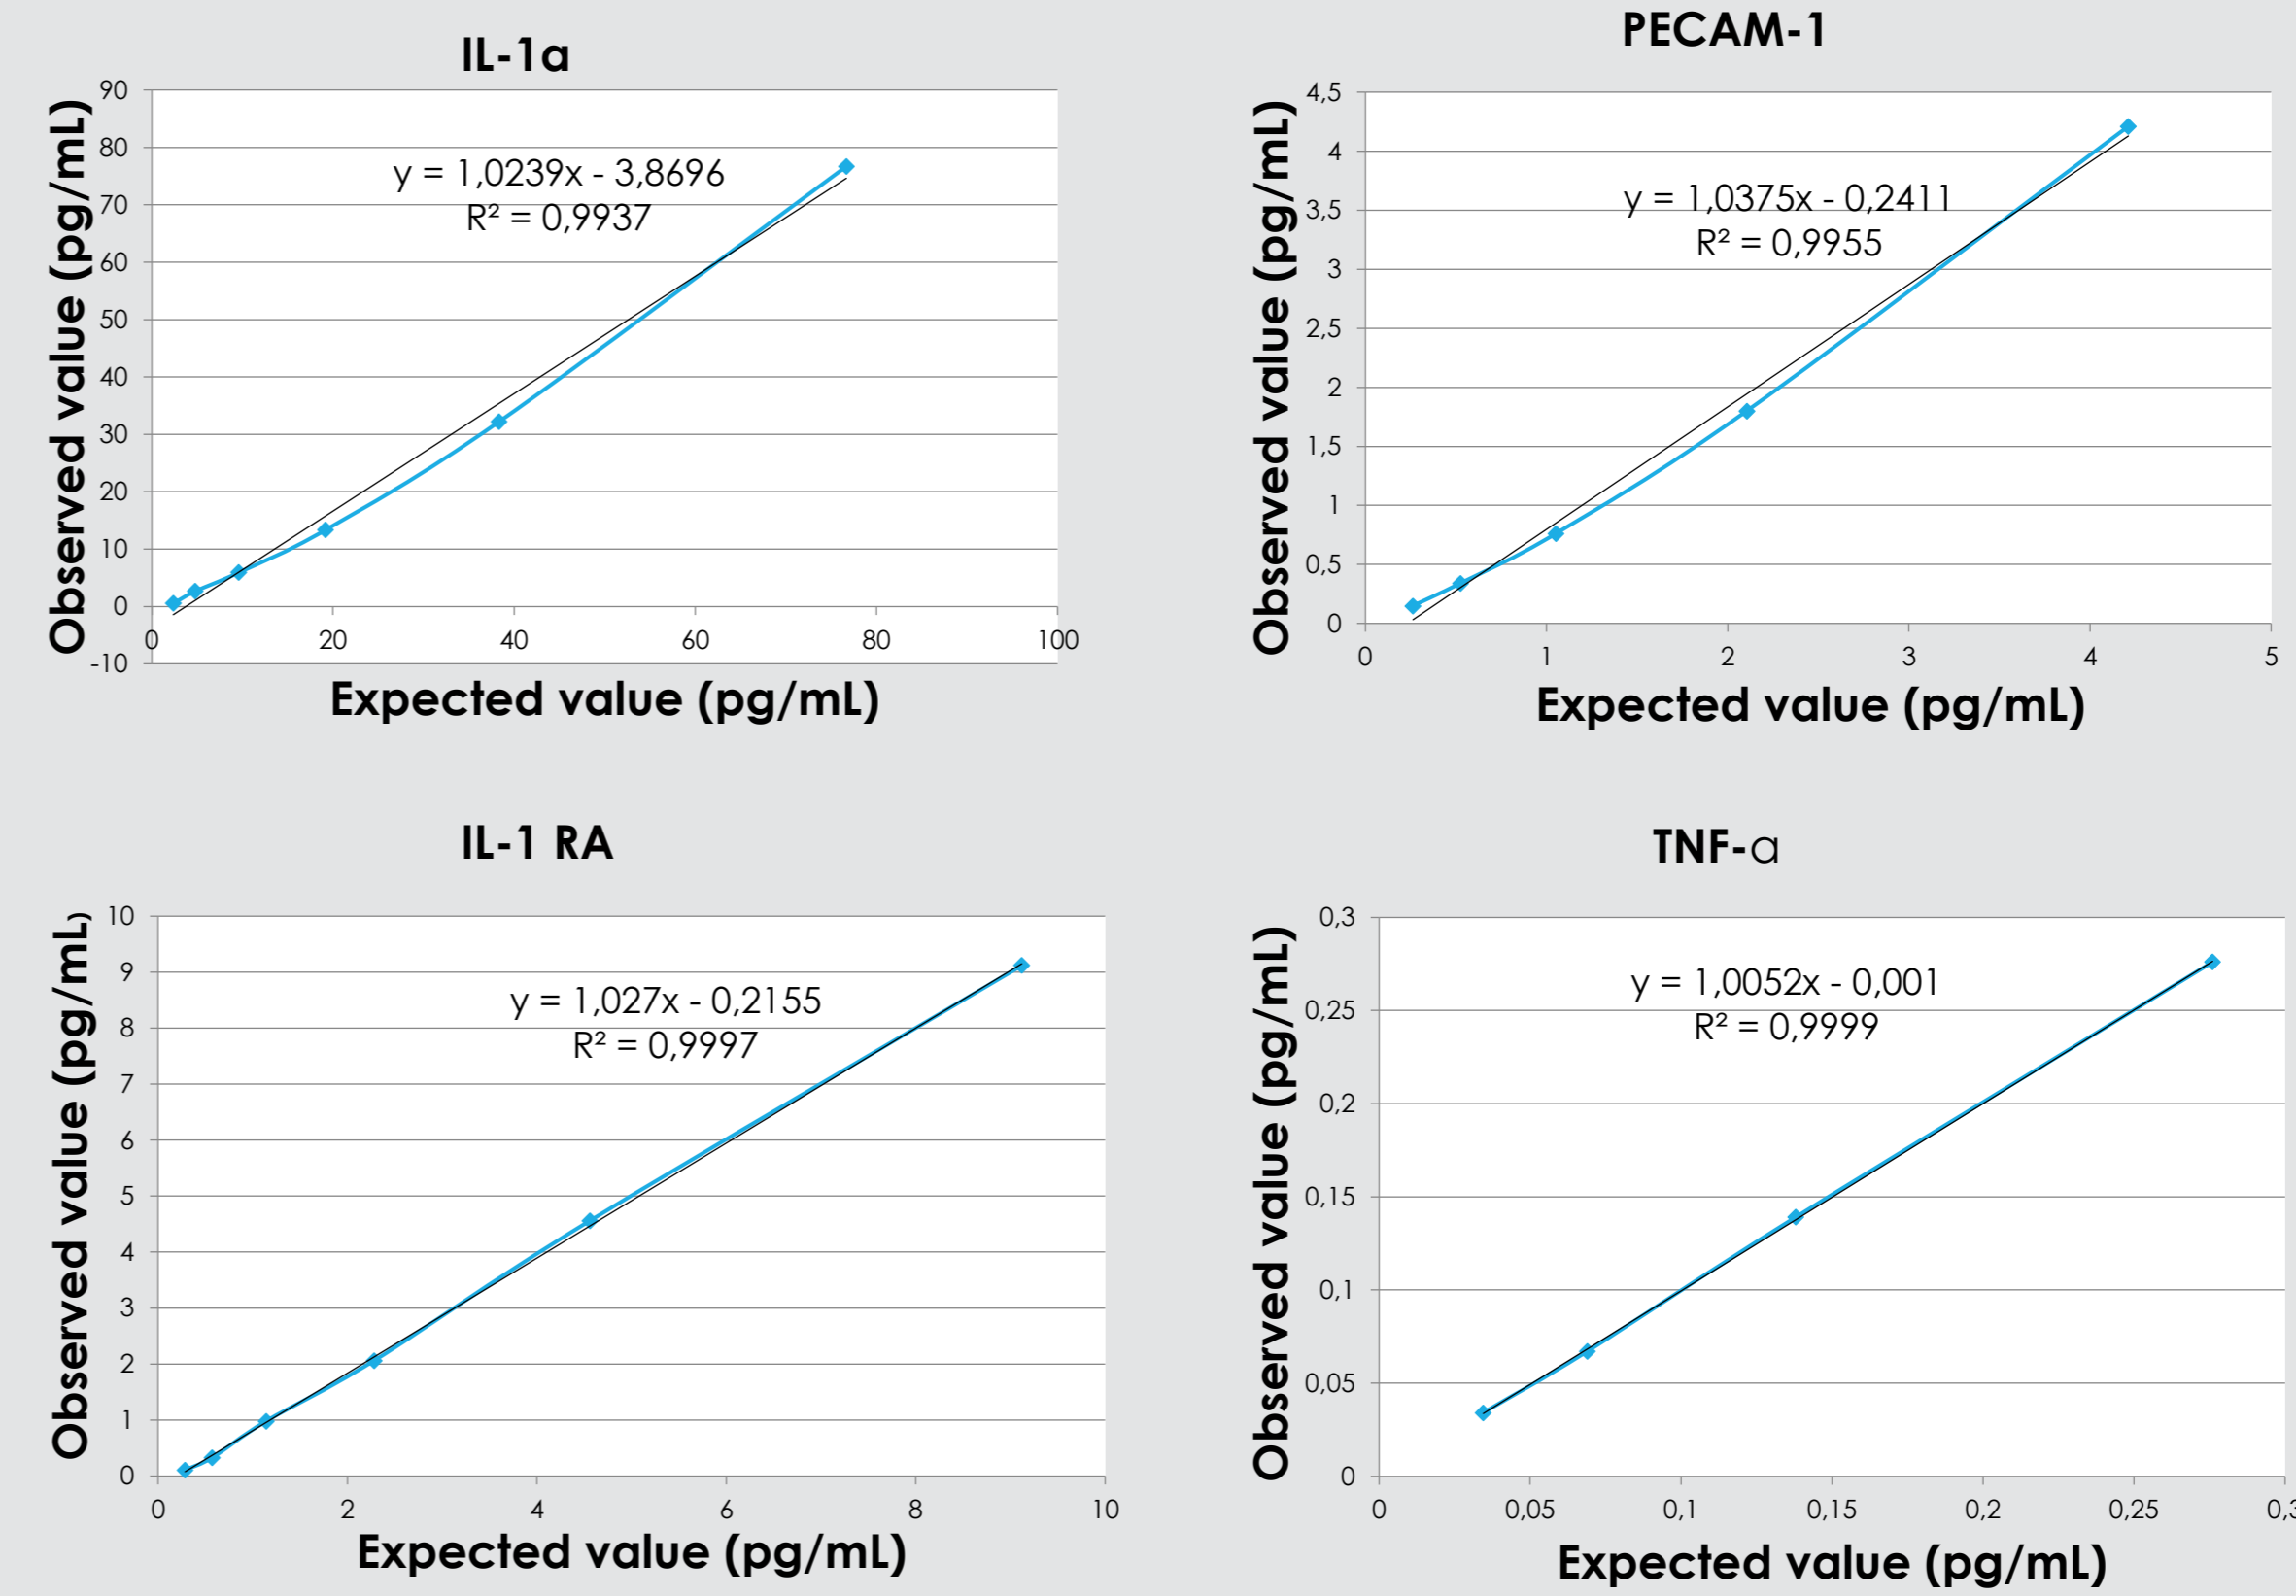 IL-1a
90
80
70
60
50
40
30
20
10
0
-10
y = 1,0239x - 3,8696
R² = 0,9937
0 20 40 60 80 100
Observed value (pg/mL)
Expected value (pg/mL)
PECAM-1
4,5
4
3,5
3
2,5
2
1,5
1
0,5
0
y = 1,0375x - 0,2411
R² = 0,9955
0 1 2 3 4 5
Observed value (pg/mL)
Expected value (pg/mL)
IL-1 RA
10
9
8
7
6
5
4
3
2
1
0
y = 1,027x - 0,2155
R² = 0,9997
0 2 4 6 8 10
Observed value (pg/mL)
Expected value (pg/mL)
TNF-α
0,3
0,25
0,2
0,15
0,1
0,05
0
y = 1,0052x - 0,001
R² = 0,9999
0 0,05 0,1 0,15 0,2 0,25 0,3
Observed value (pg/mL)
Expected value (pg/mL)